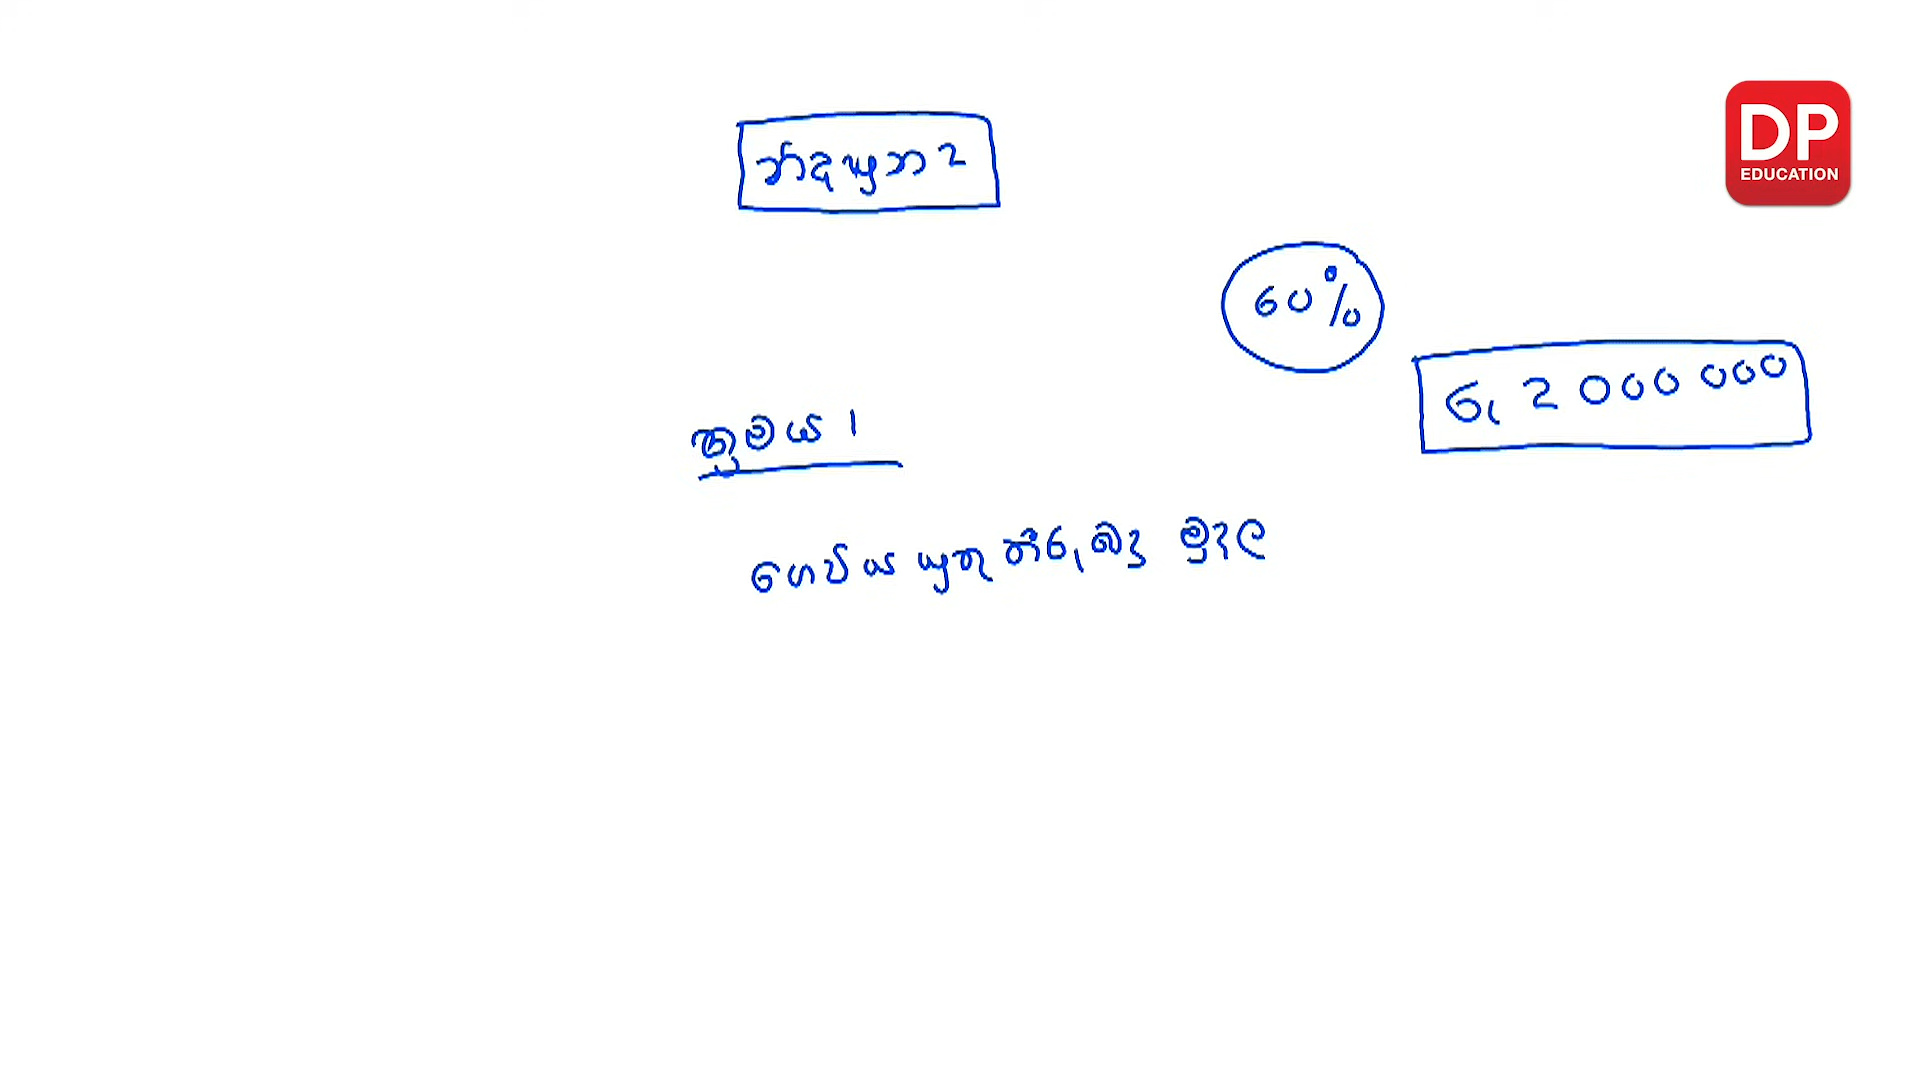 නිදසුන 2
DP
EDUCATION
60%
රු 2 000 000
ක්‍රමය 1
ගෙවිය යුතු තීරු බදු මුදල